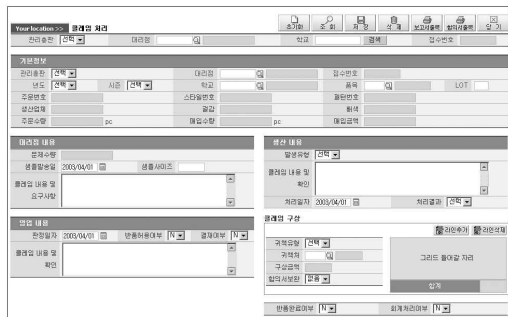 초기화 조 회 저 장 삭 제 보고서출력 합의서출력 닫 기
Your location >> 클레임 처리
관리총판 선택 대리점 학교 검색 접수번호
기본정보
관리총판 선택 대리점 접수번호
년도 선택 시즌 선택 학교 품목 LOT
주문번호 스타일번호 원단번호
생산업체 겉감 배색
주문수량 pc 매입수량 pc 매입금액
대리점 내용
문제수량
샘플발송일 2003/04/01 샘플사이즈
클레임 내용 및
요구사항
생산 내용
발생유형 선택
클레임 내용 및
확인
처리일자 2003/04/01 처리결과 선택
영업 내용
판정일자 2003/04/01 반품허용여부 N 결재여부 N
클레임 내용 및
확인
클레임 구상
라인추가 라인삭제
귀책유형 선택
귀책처
구상금액
합의서보완 없음
그리드 들어갈 자리
합계
반품완료여부 N 회계처리여부 N